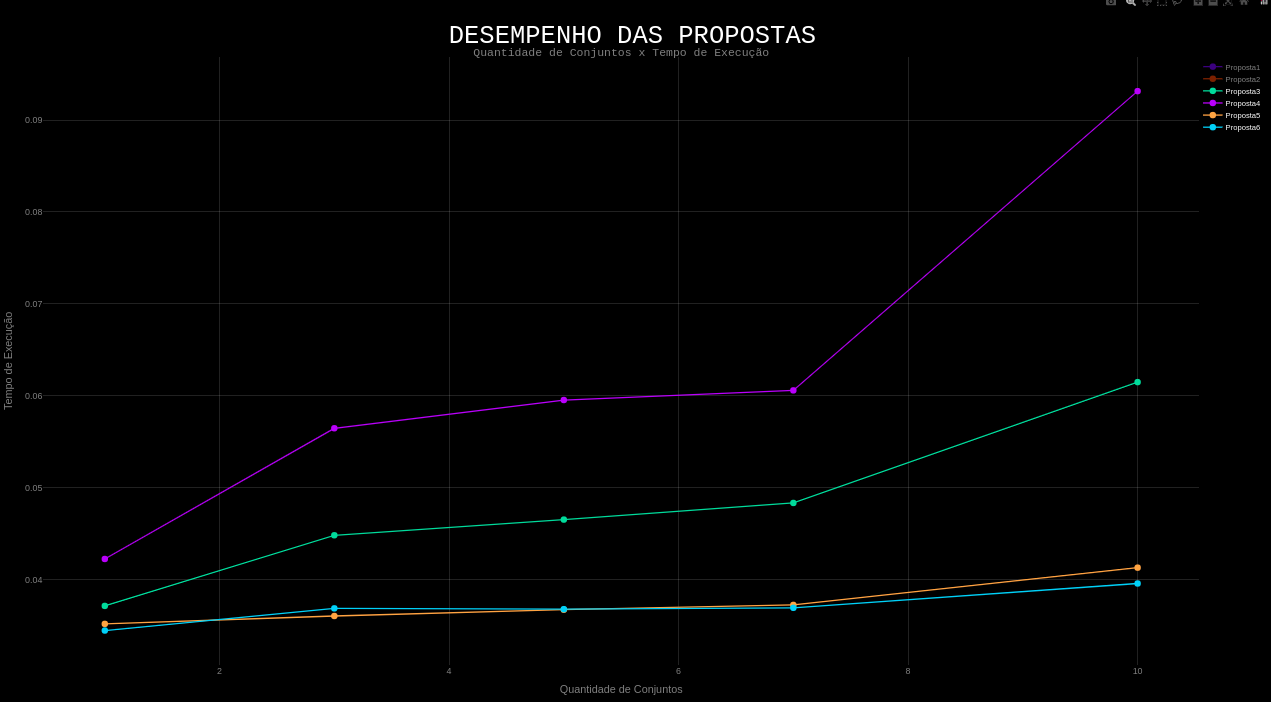 DESEMPENHO DAS PROPOSTAS
Quantidade de Conjuntos x Tempo de Execução
Proposta1
Proposta2
Proposta3
Proposta4
Proposta5
Proposta6
0.09
0.08
0.07
0.06
0.05
0.04
Tempo de Execução
2
4
6
8
10
Quantidade de Conjuntos